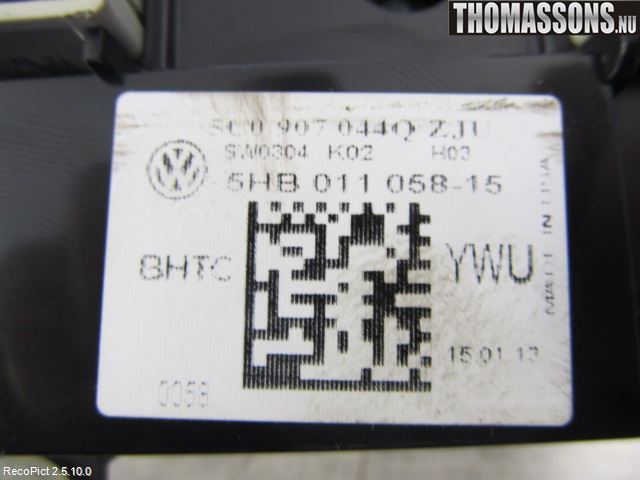 THOMASSONS.NU
5C0 907 044Q ZJU
SW0304 K02 H03
5HB 011 058-15
BHTC
YWU
MADE IN USA
15.01.13
0056
RecoPict 2.5.10.0